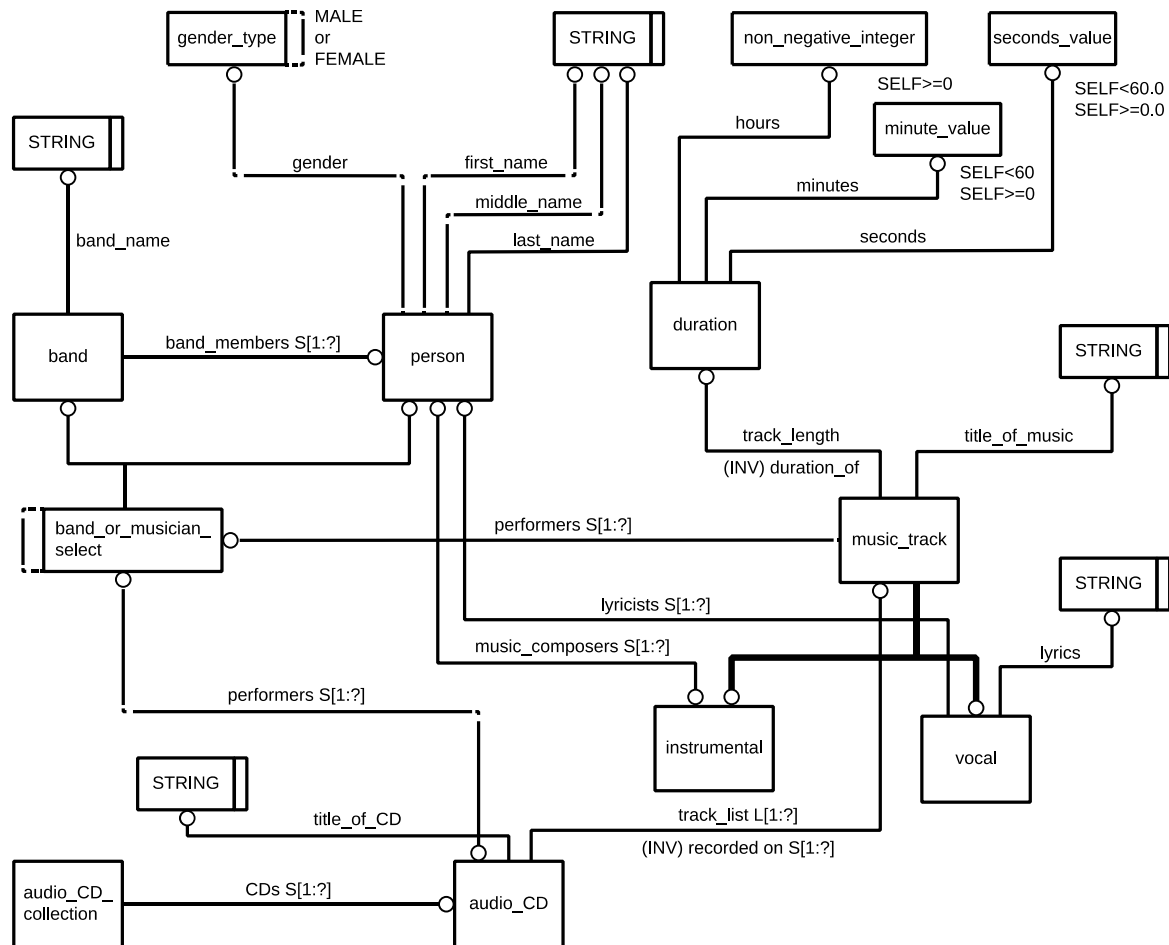 gender_type
MALE
or
FEMALE
STRING
non_negative_integer
seconds_value
SELF>=0
SELF<60.0
SELF>=0.0
minute_value
STRING
hours
gender
first_name
SELF<60
SELF>=0
minutes
middle_name
band_name
last_name
seconds
duration
band
band_members S[1:?]
person
STRING
track_length
title_of_music
(INV) duration_of
band_or_musician_
select
performers S[1:?]
music_track
STRING
lyricists S[1:?]
music_composers S[1:?]
lyrics
performers S[1:?]
instrumental
vocal
STRING
title_of_CD
track_list L[1:?]
(INV) recorded on S[1:?]
audio_CD_
collection
CDs S[1:?]
audio_CD